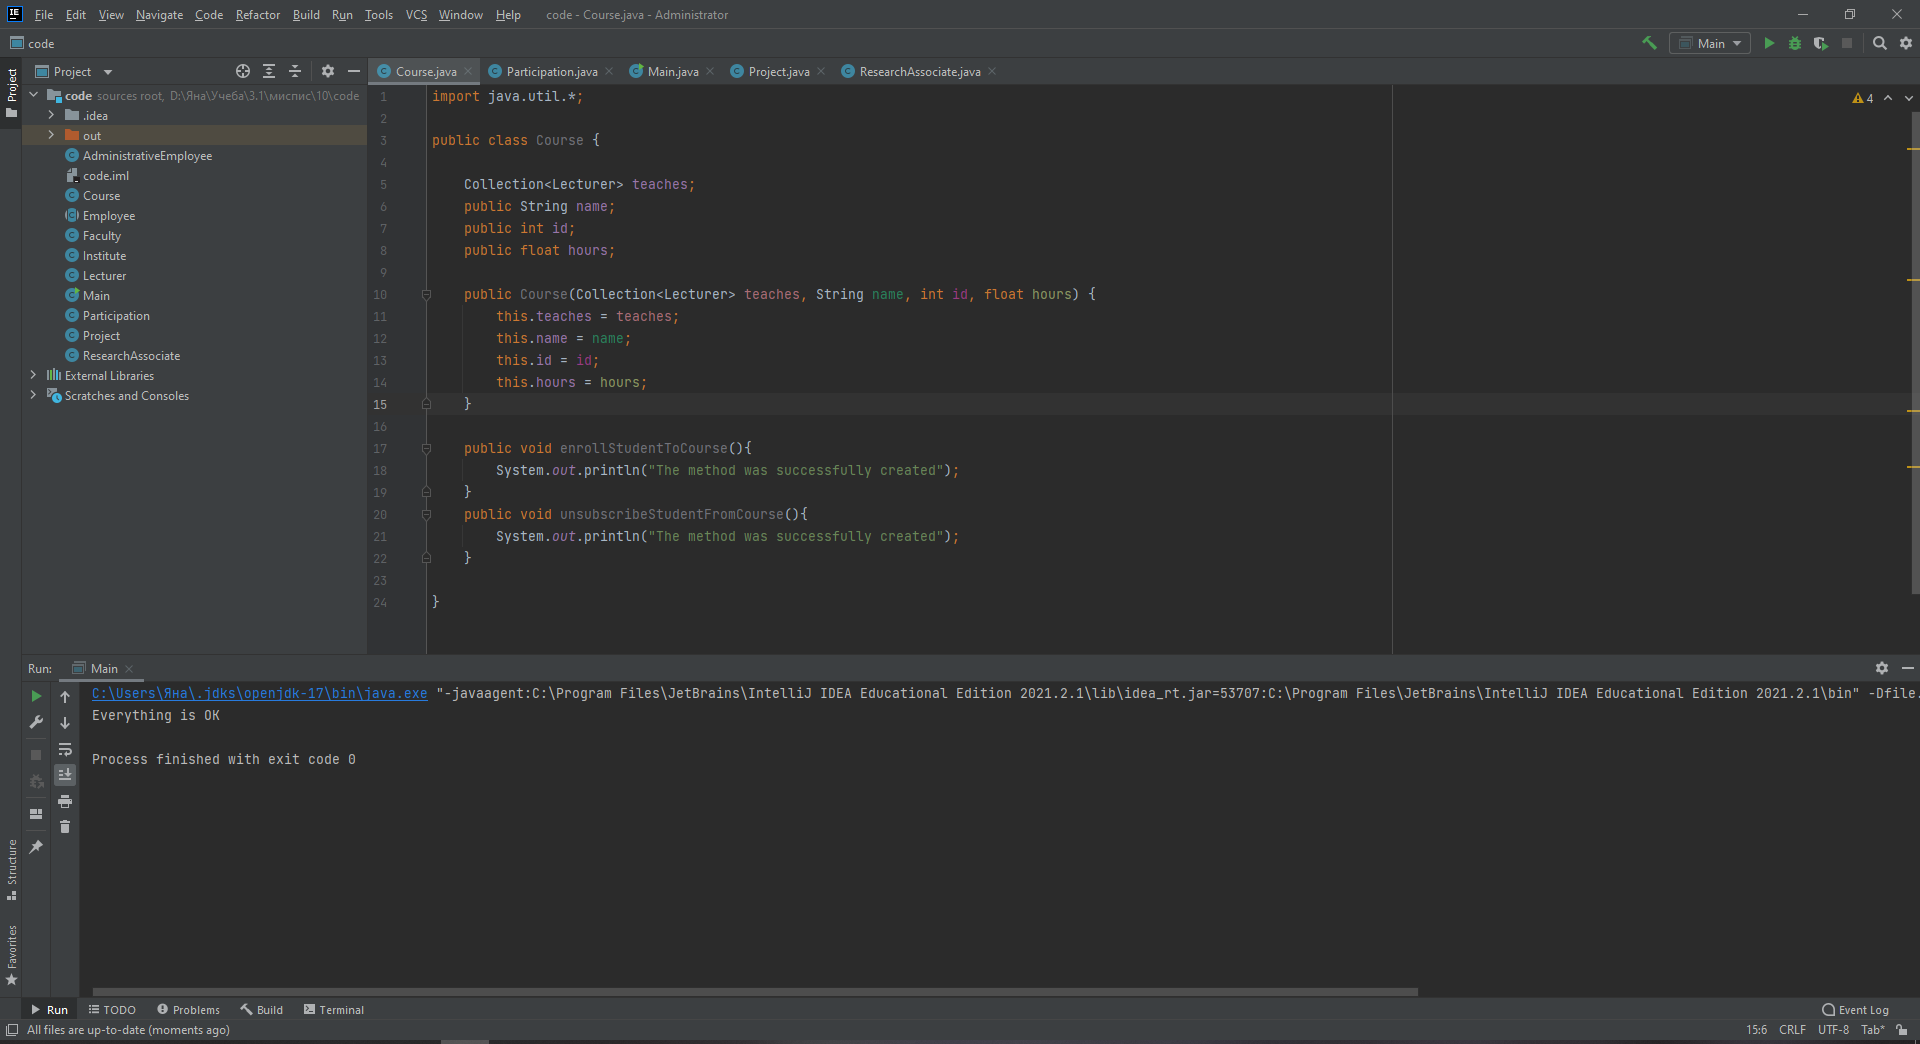 IE File Edit View Navigate Code Refactor Build Run Tools VCS Window Help code - Course.java - Administrator
code Main
Project Course.java Participation.java Main.java Project.java ResearchAssociate.java
Project
code sources root, D:\Яна\Учеба\3.1\миспис\10\code
.idea
out
AdministrativeEmployee
code.iml
Course
Employee
Faculty
Institute
Lecturer
Main
Participation
Project
ResearchAssociate
External Libraries
Scratches and Consoles
4
1 import java.util.*;
2
3 public class Course {
4
5 Collection<Lecturer> teaches;
6 public String name;
7 public int id;
8 public float hours;
9
10 public Course(Collection<Lecturer> teaches, String name, int id, float hours) {
11 this.teaches = teaches;
12 this.name = name;
13 this.id = id;
14 this.hours = hours;
15 }
16
17 public void enrollStudentToCourse(){
18 System.out.println("The method was successfully created");
19 }
20 public void unsubscribeStudentFromCourse(){
21 System.out.println("The method was successfully created");
22 }
23
24 }
Run: Main
C:\Users\Яна\.jdks\openjdk-17\bin\java.exe "-javaagent:C:\Program Files\JetBrains\IntelliJ IDEA Educational Edition 2021.2.1\lib\idea_rt.jar=53707:C:\Program Files\JetBrains\IntelliJ IDEA Educational Edition 2021.2.1\bin" -Dfile.
Everything is OK
Process finished with exit code 0
Structure
Favorites
Run TODO Problems Build Terminal Event Log
All files are up-to-date (moments ago) 15:6 CRLF UTF-8 Tab*